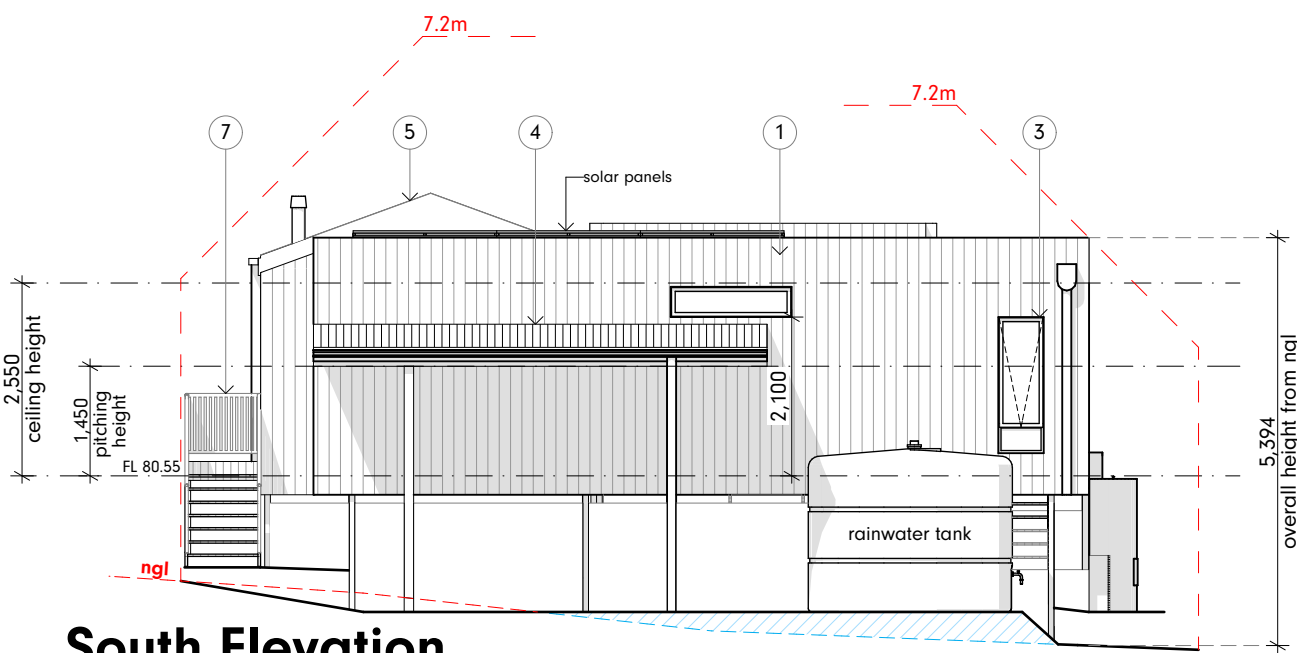 7.2m
7.2m
7
5
4
1
3
solar panels
2,550
ceiling height
1,450
pitching
height
2,100
FL 80.55
5,394
overall height from ngl
rainwater tank
ngl
South Elevation